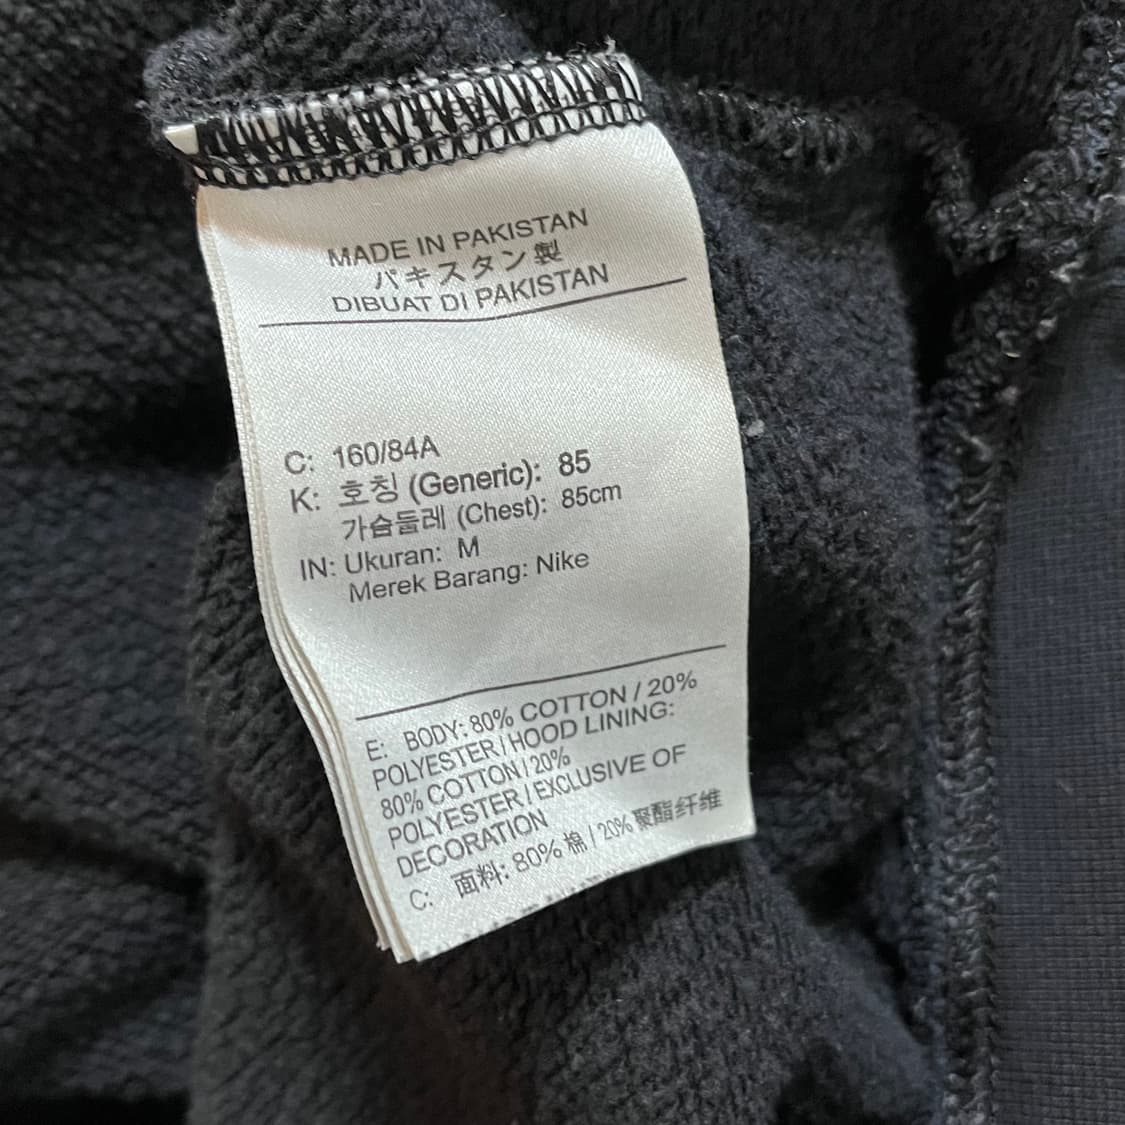 MADE IN PAKISTAN
パキスタン製
DIBUAT DI PAKISTAN
C: 160/84A
K: 호칭 (Generic): 85
가슴둘레 (Chest): 85cm
IN: Ukuran: M
Merek Barang: Nike
E: BODY: 80% COTTON / 20%
POLYESTER / HOOD LINING:
80% COTTON / 20%
POLYESTER / EXCLUSIVE OF
DECORATION
C: 面料: 80% 棉 / 20% 聚酯纤维